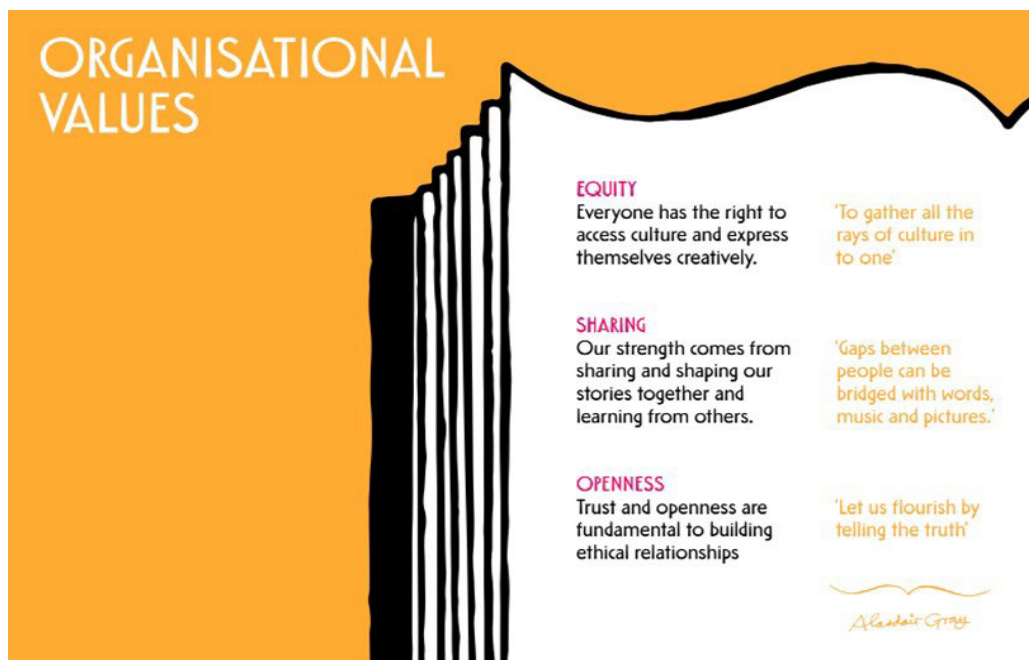 ORGANISATIONAL
VALUES
EQUITY
Everyone has the right to
access culture and express
themselves creatively.
'To gather all the
rays of culture in
to one'
SHARING
Our strength comes from
sharing and shaping our
stories together and
learning from others.
'Gaps between
people can be
bridged with words,
music and pictures.'
OPENNESS
Trust and openness are
fundamental to building
ethical relationships
'Let us flourish by
telling the truth'
Alasdair Gray